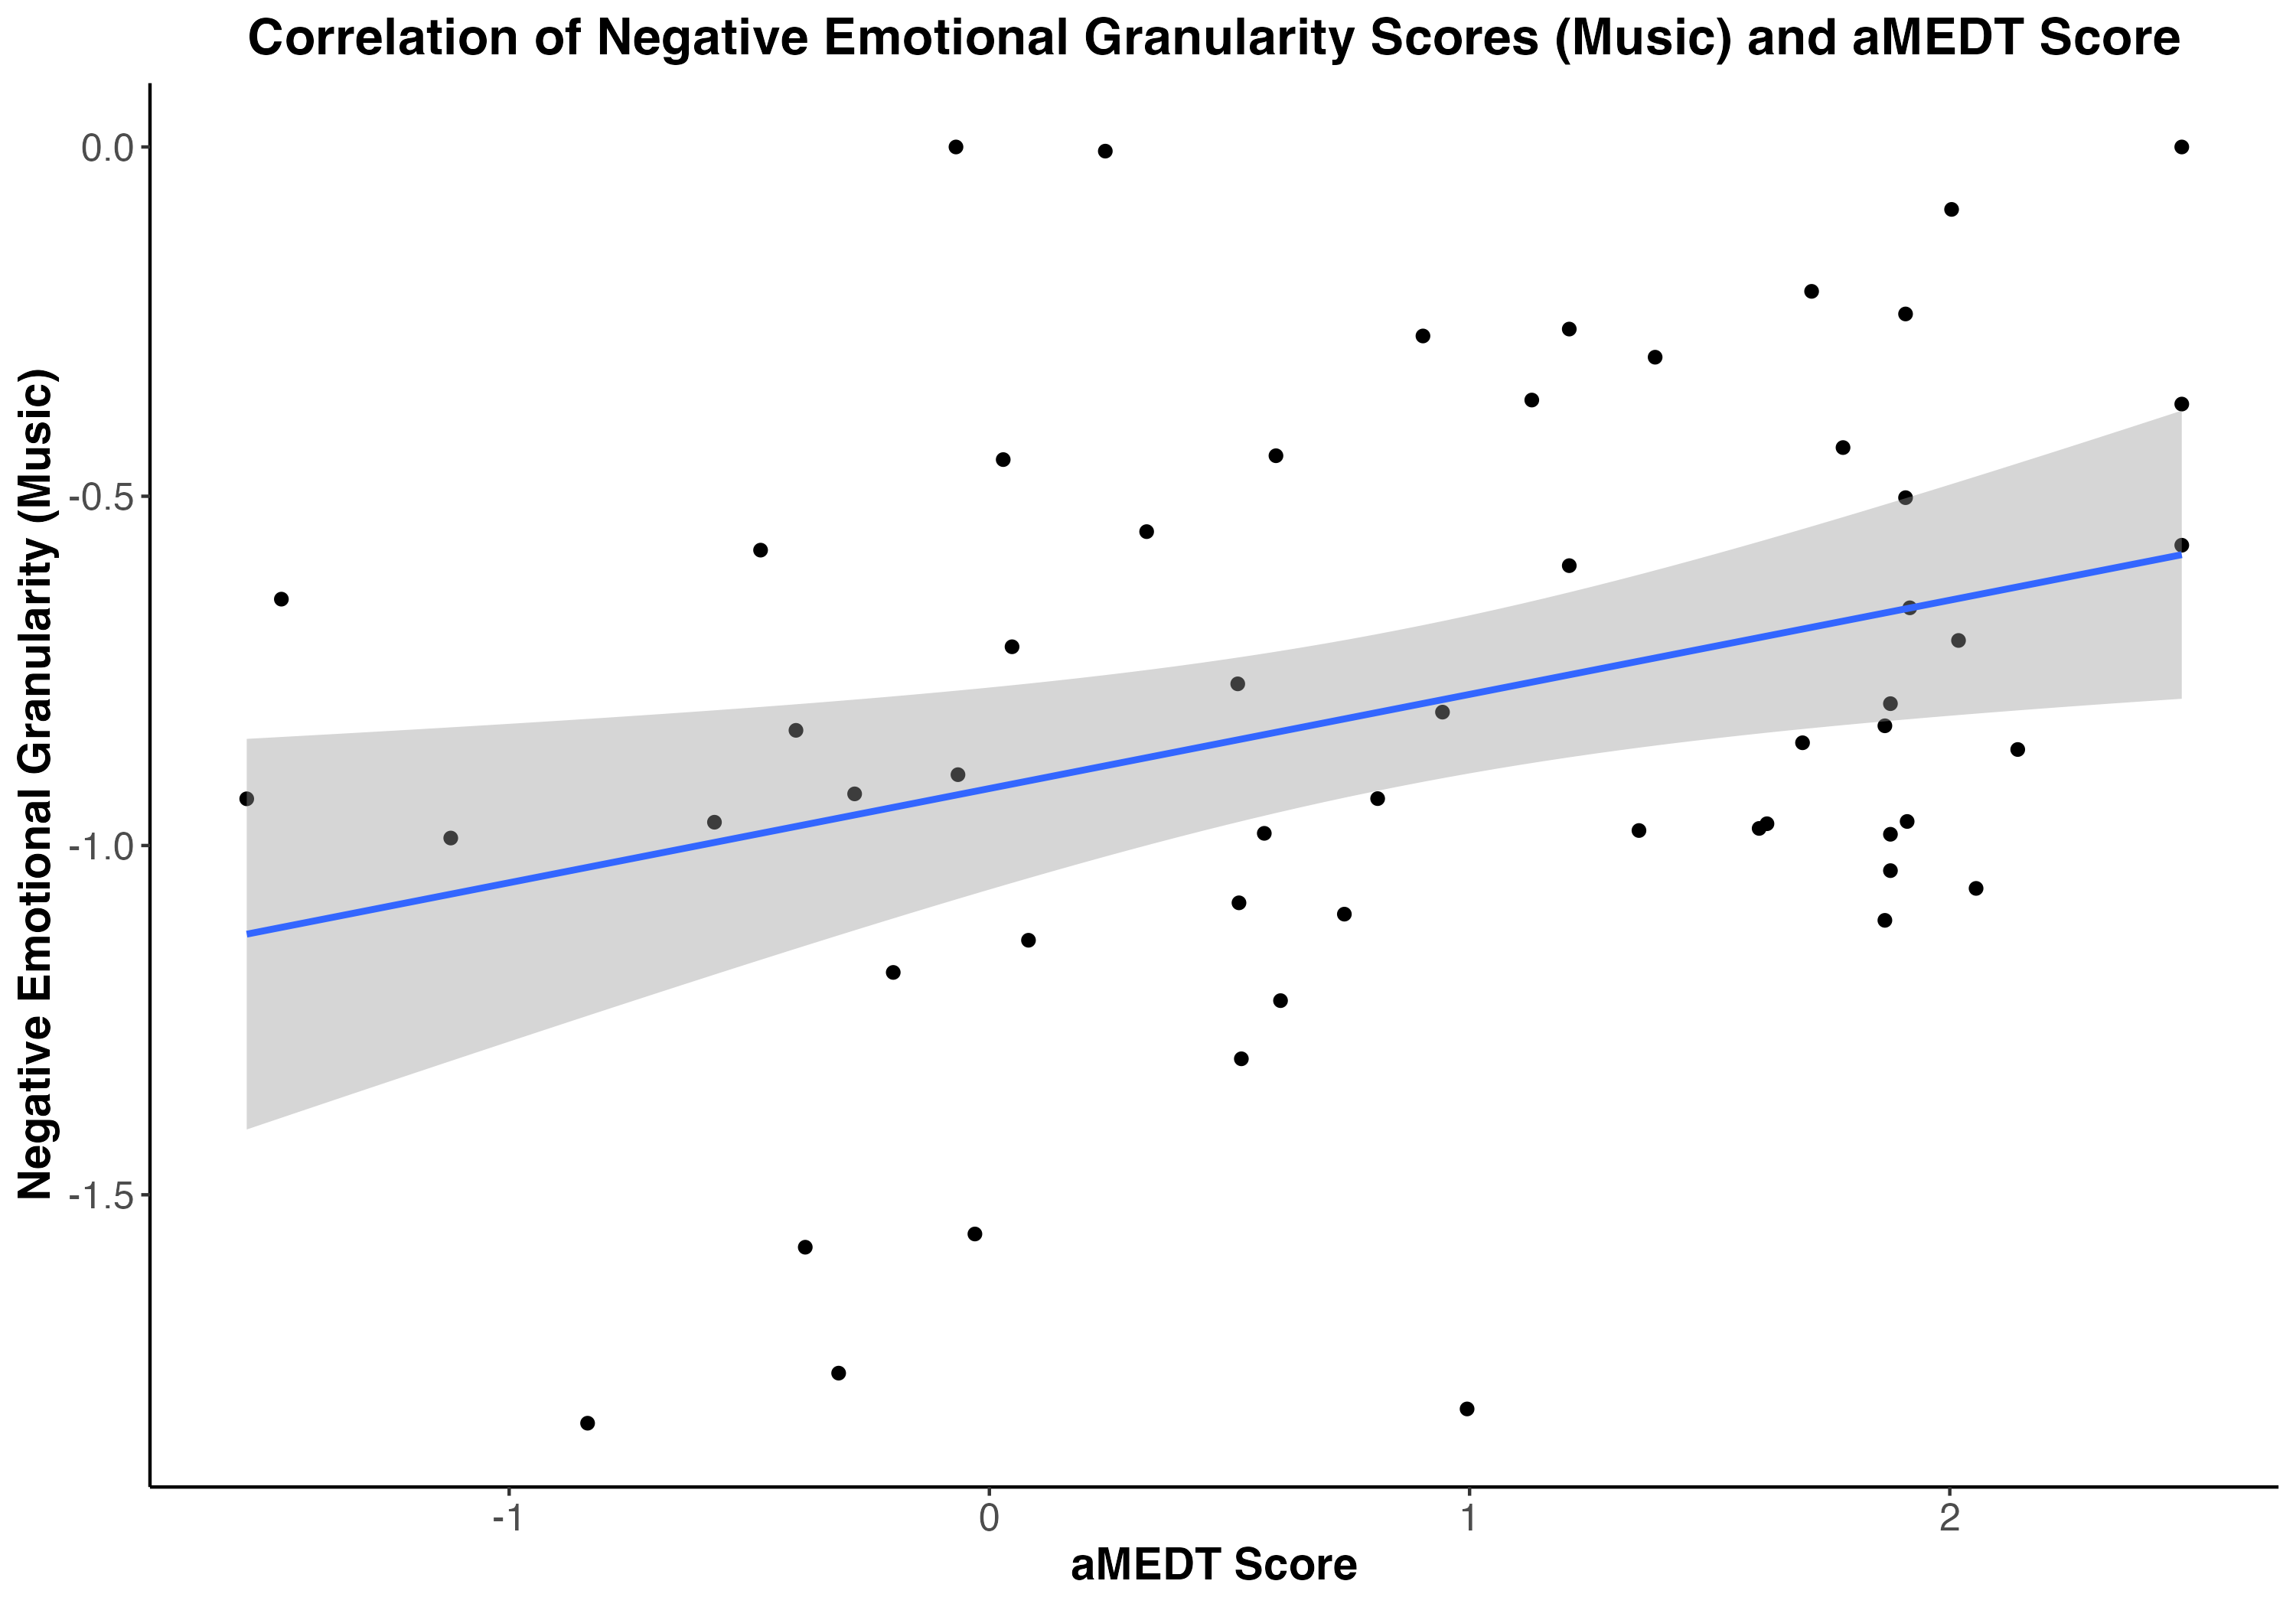 Correlation of Negative Emotional Granularity Scores (Music) and aMEDT Score
Negative Emotional Granularity (Music)
0.0
-0.5
-1.0
-1.5
-1
0
1
2
aMEDT Score